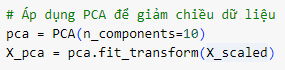 # Áp dụng PCA để giảm chiều dữ liệu
pca = PCA(n_components=10)
X_pca = pca.fit_transform(X_scaled)